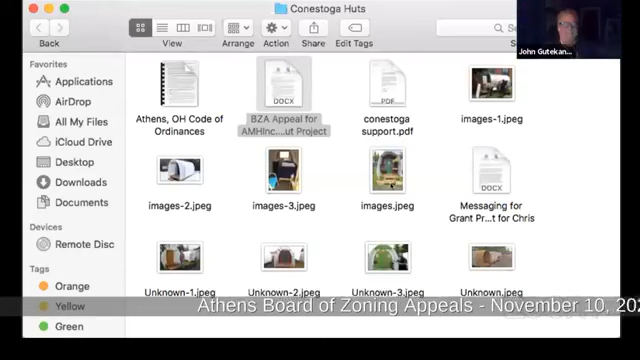 Conestoga Huts
Back
View
Arrange
Action
Share
Edit Tags
John Gutekan...
Favorites
Applications
AirDrop
All My Files
iCloud Drive
Desktop
Downloads
Documents
Devices
Remote Disc
Tags
Orange
Yellow
Green
Athens, OH Code of
Ordinances
DOCX
BZA Appeal for
AMHInc....ut Project
PDF
conestoga
support.pdf
images-1.jpeg
images-2.jpeg
images-3.jpeg
images.jpeg
DOCX
Messaging for
Grant Pr...t for Chris
Unknown-1.jpeg
Unknown-2.jpeg
Unknown-3.jpeg
Unknown.jpeg
Athens Board of Zoning Appeals - November 10, 202